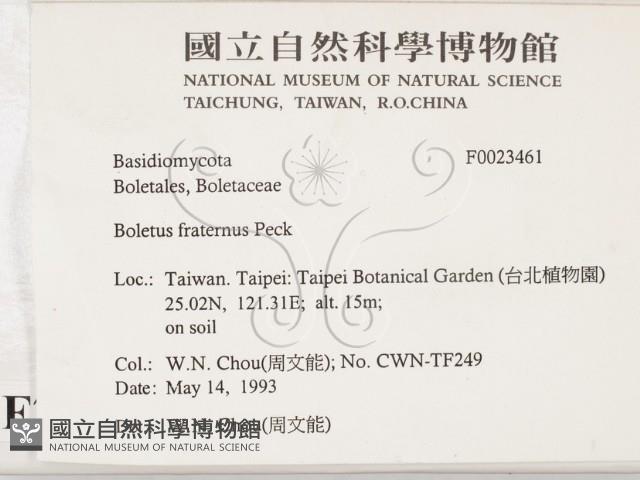 國立自然科學博物館
NATIONAL MUSEUM OF NATURAL SCIENCE
TAICHUNG, TAIWAN, R.O.CHINA
Basidiomycota F0023461
Boletales, Boletaceae
Boletus fraternus Peck
Loc.: Taiwan. Taipei: Taipei Botanical Garden (台北植物園)
25.02N, 121.31E; alt. 15m;
on soil
Col.: W.N. Chou(周文能); No. CWN-TF249
Date: May 14, 1993
(周文能)
國立自然科學博物館
NATIONAL MUSEUM OF NATURAL SCIENCE